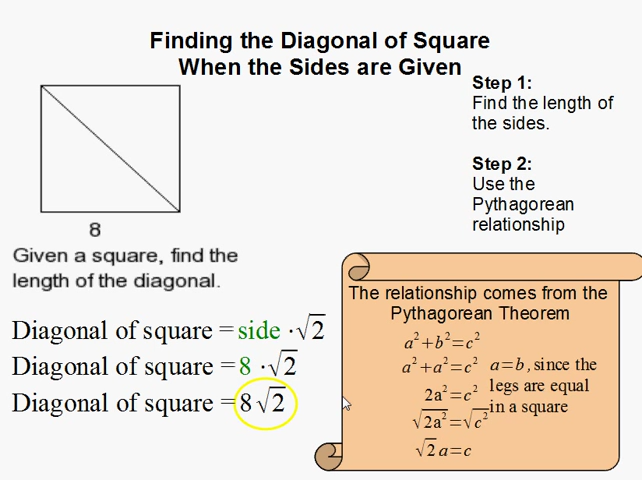 Finding the Diagonal of Square
When the Sides are Given
Step 1:
Find the length of
the sides.
Step 2:
Use the
Pythagorean
relationship
8
Given a square, find the
length of the diagonal.
Diagonal of square = side ·√2
Diagonal of square = 8 ·√2
Diagonal of square = 8√2
The relationship comes from the
Pythagorean Theorem
a²+b²=c²
a²+a²=c² a=b, since the
2a²=c² legs are equal
in a square
√2a²=√c²
√2a=c